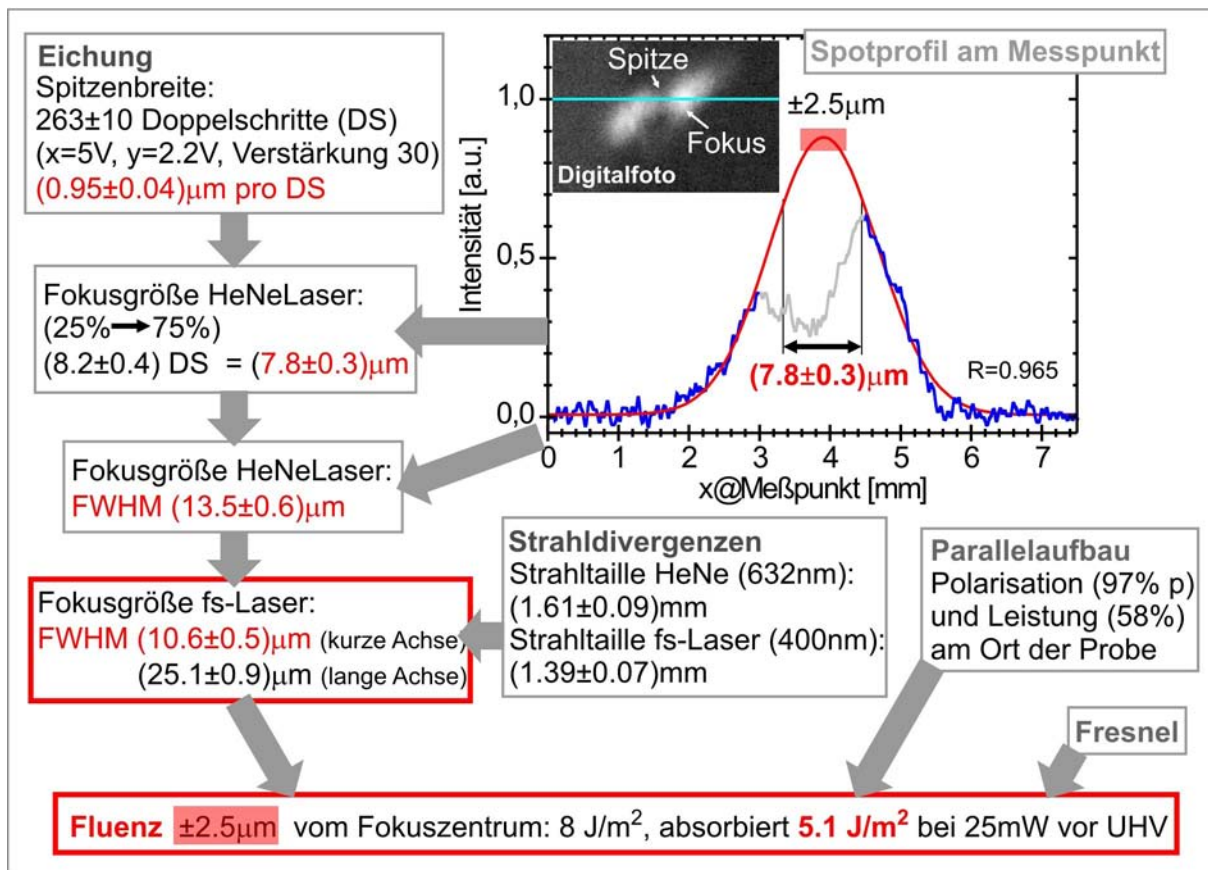 Eichung
Spitzenbreite:
263±10 Doppelschritte (DS)
(x=5V, y=2.2V, Verstärkung 30)
(0.95±0.04)µm pro DS
Fokusgröße HeNeLaser:
(25%→75%)
(8.2±0.4) DS = (7.8±0.3)µm
Fokusgröße HeNeLaser:
FWHM (13.5±0.6)µm
Fokusgröße fs-Laser:
FWHM (10.6±0.5)µm (kurze Achse)
(25.1±0.9)µm (lange Achse)
Spotprofil am Messpunkt
Spitze
Fokus
Digitalfoto
±2.5µm
Intensität [a.u.]
1,0
0,5
0,0
(7.8±0.3)µm
R=0.965
0 1 2 3 4 5 6 7
x@Meßpunkt [mm]
Strahldivergenzen
Strahltaille HeNe (632nm):
(1.61±0.09)mm
Strahltaille fs-Laser (400nm):
(1.39±0.07)mm
Parallelaufbau
Polarisation (97% p)
und Leistung (58%)
am Ort der Probe
Fresnel
Fluenz ±2.5µm vom Fokuszentrum: 8 J/m², absorbiert 5.1 J/m² bei 25mW vor UHV